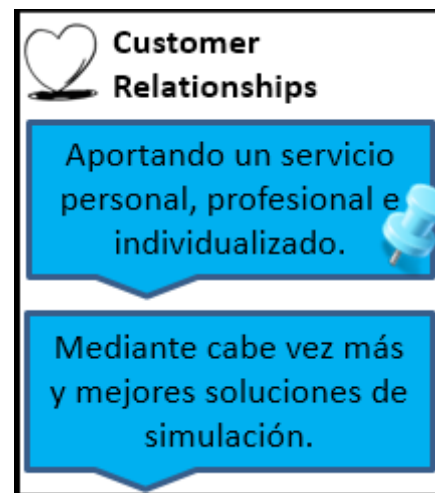 Customer
Relationships
Aportando un servicio
personal, profesional e
individualizado.
Mediante cabe vez más
y mejores soluciones de
simulación.